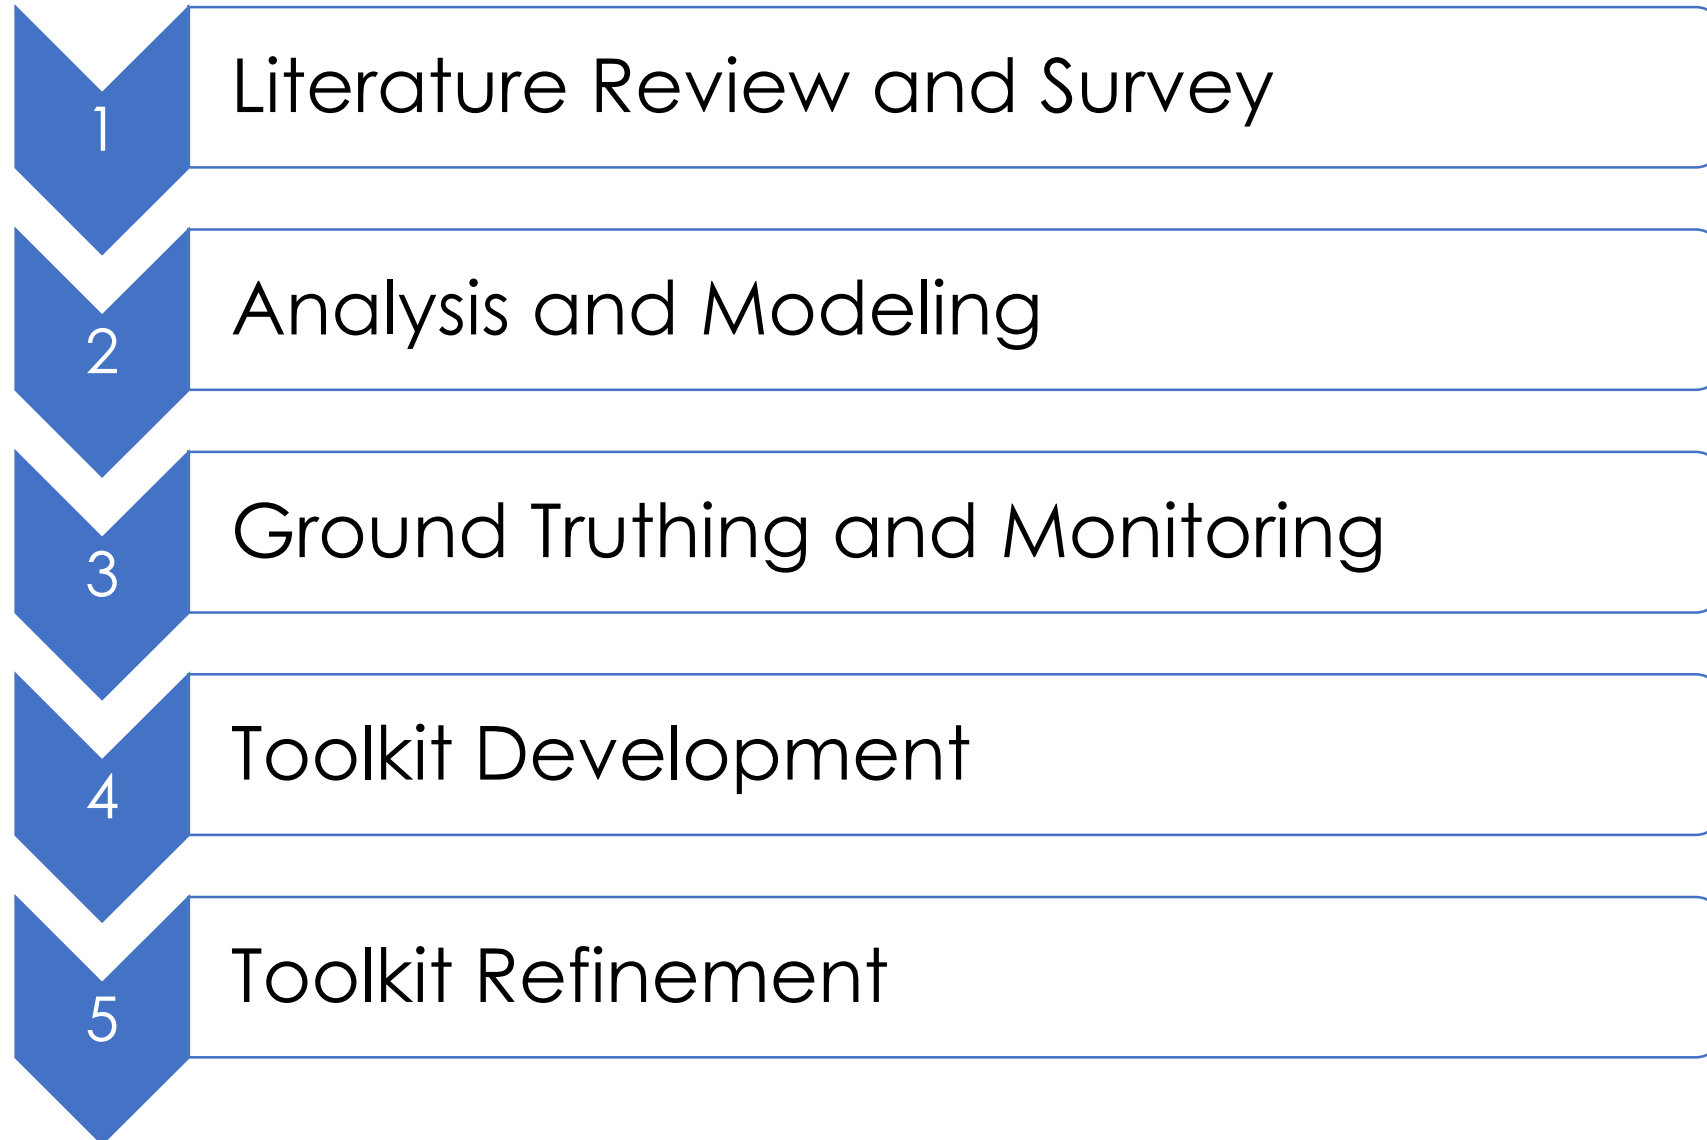 1
Literature Review and Survey
2
Analysis and Modeling
3
Ground Truthing and Monitoring
4
Toolkit Development
5
Toolkit Refinement